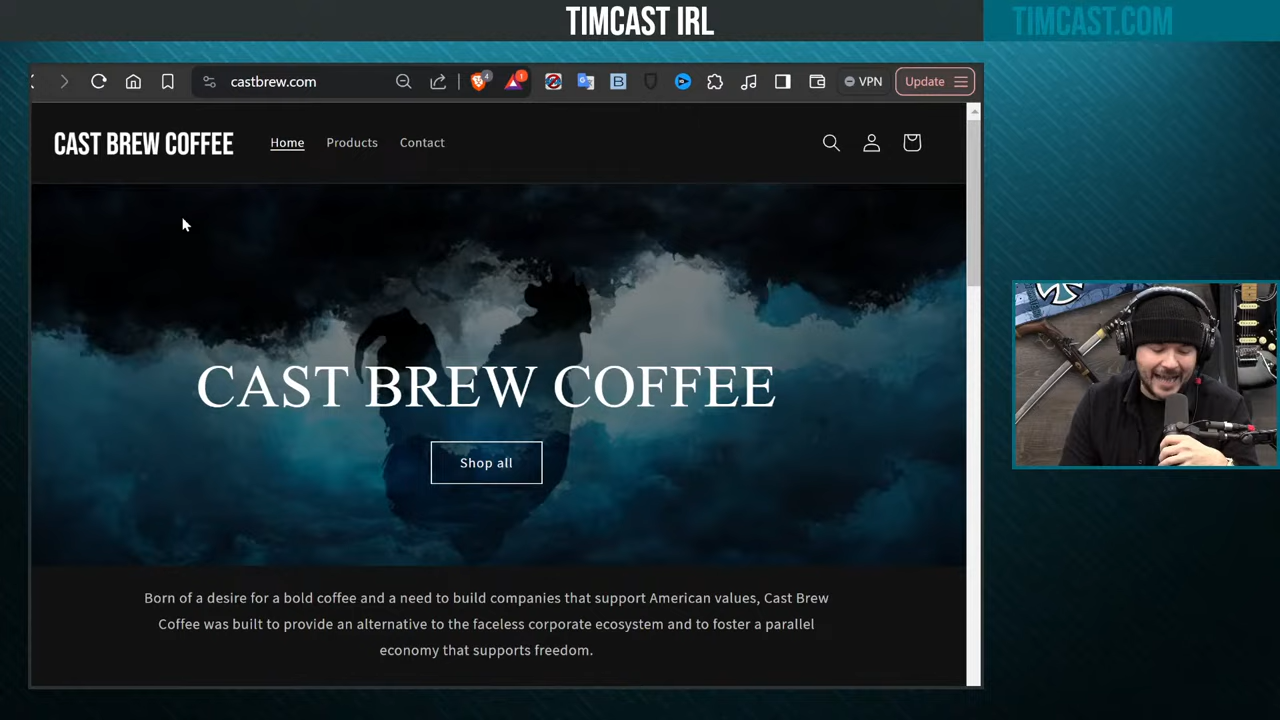 TIMCAST IRL
TIMCAST.COM
castbrew.com
4
1
VPN
Update
CAST BREW COFFEE
Home
Products
Contact
CAST BREW COFFEE
Shop all
Born of a desire for a bold coffee and a need to build companies that support American values, Cast Brew
Coffee was built to provide an alternative to the faceless corporate ecosystem and to foster a parallel
economy that supports freedom.